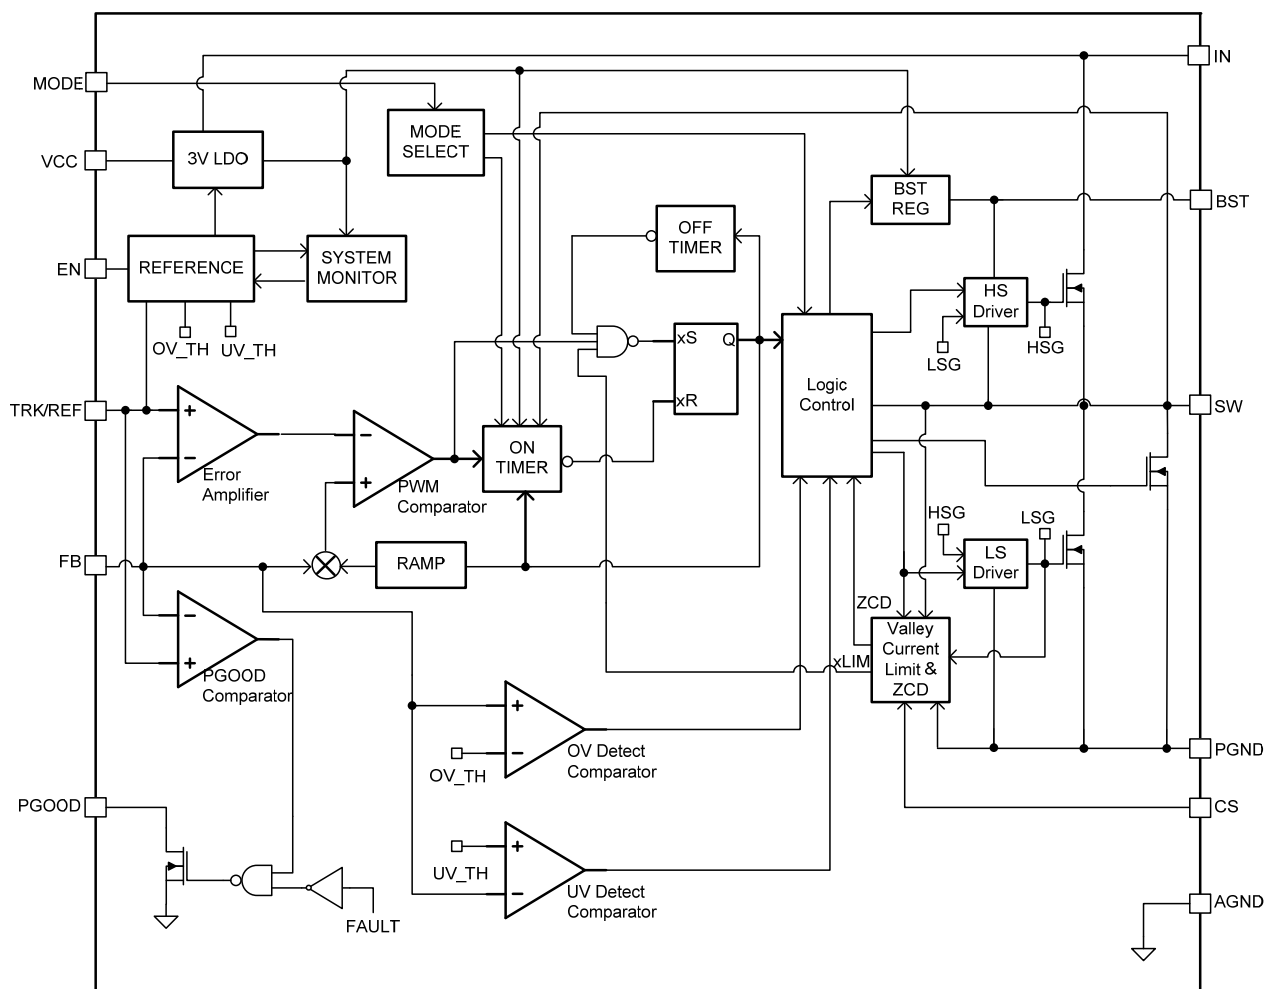 IN
MODE
MODE
SELECT
VCC
3V LDO
BST
REG
BST
OFF
TIMER
EN
REFERENCE
SYSTEM
MONITOR
HS
Driver
OV_TH
UV_TH
LSG
HSG
xS
Q
xR
Logic
Control
TRK/REF
+
−
Error
Amplifier
−
+
PWM
Comparator
ON
TIMER
SW
HSG
LSG
FB
RAMP
LS
Driver
ZCD
xLIM
Valley
Current
Limit &
ZCD
−
+
PGOOD
Comparator
+
−
OV_TH
OV Detect
Comparator
PGND
PGOOD
CS
+
−
UV_TH
UV Detect
Comparator
FAULT
AGND